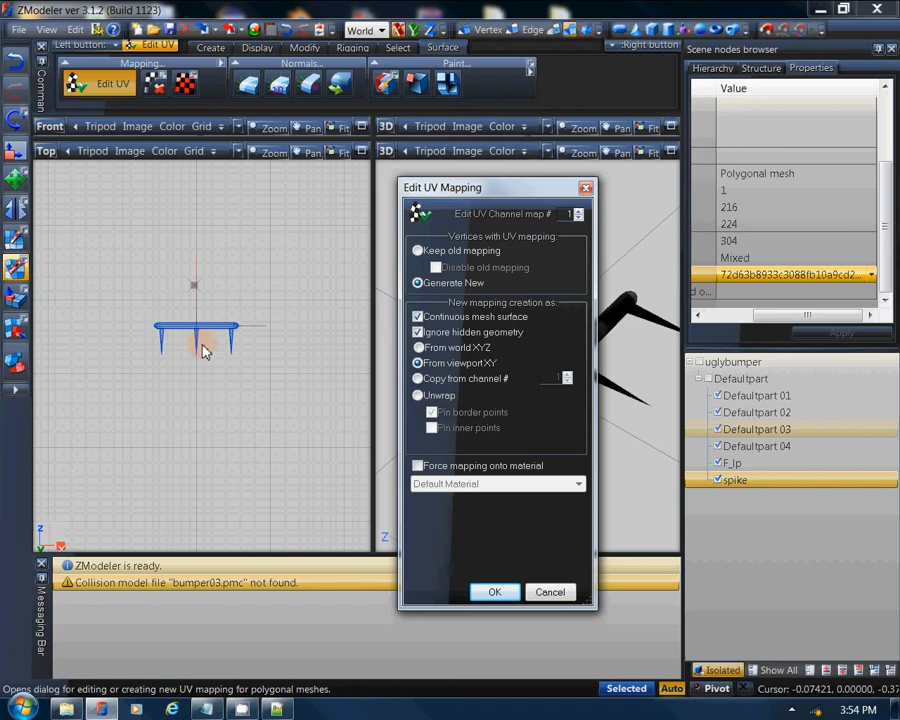 ZModeler ver 3.1.2 (Build 1123)
File View Edit World X Y Z Vertex Edge
Left button: Edit UV Create Display Modify Rigging Select Surface :Right button
Scene nodes browser
Mapping... Normals... Paint...
Hierarchy Structure Properties
Edit UV
Comman
Value
Front Tripod Image Color Grid Zoom Pan Fit
3D Tripod Image Color Grid Zoom Pan Fit
Top Tripod Image Color Grid Zoom Pan Fit
3D Tripod Image Color Grid Zoom Pan Fit
Polygonal mesh
1
216
224
304
Mixed
72d63b8933c3088fb10a9cd2...
d o...
Apply
Edit UV Mapping
Edit UV Channel map # 1
Vertices with UV mapping:
Keep old mapping
Disable old mapping
Generate New
New mapping creation as:
Continuous mesh surface
Ignore hidden geometry
From world XYZ
From viewport XY
Copy from channel # 1
Unwrap
Pin border points
Pin inner points
Force mapping onto material
Default Material
OK Cancel
uglybumper
Defaultpart
Defaultpart 01
Defaultpart 02
Defaultpart 03
Defaultpart 04
F_lp
spike
Z
Z
ZModeler is ready.
Collision model file "bumper03.pmc" not found.
Messaging Bar
Isolated Show All
Opens dialog for editing or creating new UV mapping for polygonal meshes.
Selected Auto Pivot Cursor: -0.07421, 0.00000, -0.37
3:54 PM